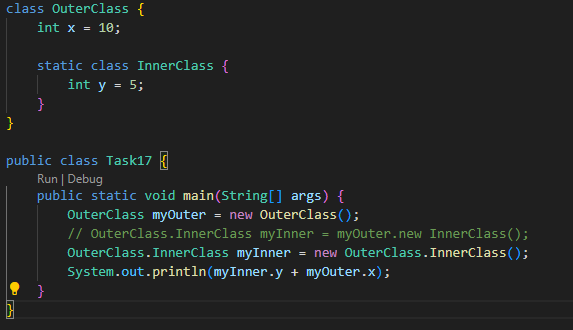 class OuterClass {
    int x = 10;

    static class InnerClass {
        int y = 5;
    }
}

public class Task17 {
    Run | Debug
    public static void main(String[] args) {
        OuterClass myOuter = new OuterClass();
        // OuterClass.InnerClass myInner = myOuter.new InnerClass();
        OuterClass.InnerClass myInner = new OuterClass.InnerClass();
        System.out.println(myInner.y + myOuter.x);
    }
}